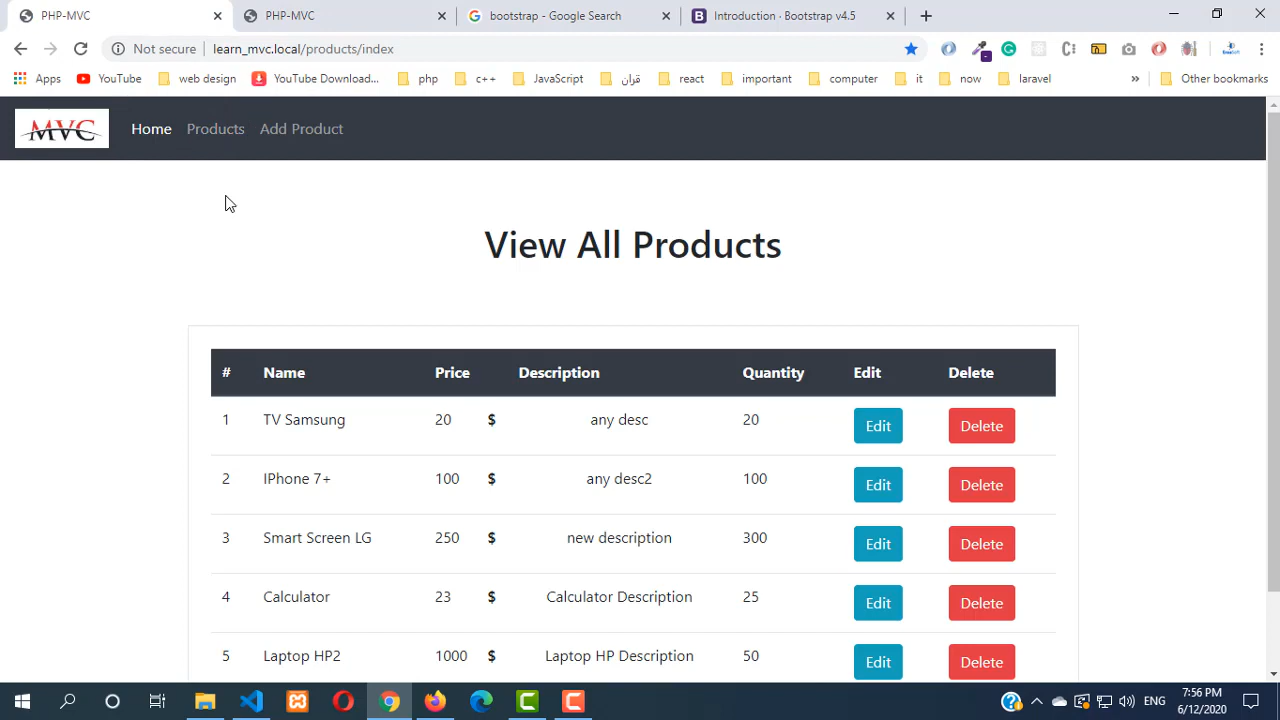 PHP-MVC
PHP-MVC
bootstrap - Google Search
Introduction · Bootstrap v4.5
Not secure learn_mvc.local/products/index
Apps YouTube web design YouTube Download... php c++ JavaScript قران react important computer it now laravel » Other bookmarks
MVC Home Products Add Product
View All Products
# Name Price Description Quantity Edit Delete
1 TV Samsung 20 $ any desc 20 Edit Delete
2 IPhone 7+ 100 $ any desc2 100 Edit Delete
3 Smart Screen LG 250 $ new description 300 Edit Delete
4 Calculator 23 $ Calculator Description 25 Edit Delete
5 Laptop HP2 1000 $ Laptop HP Description 50 Edit Delete
ENG 7:56 PM
6/12/2020